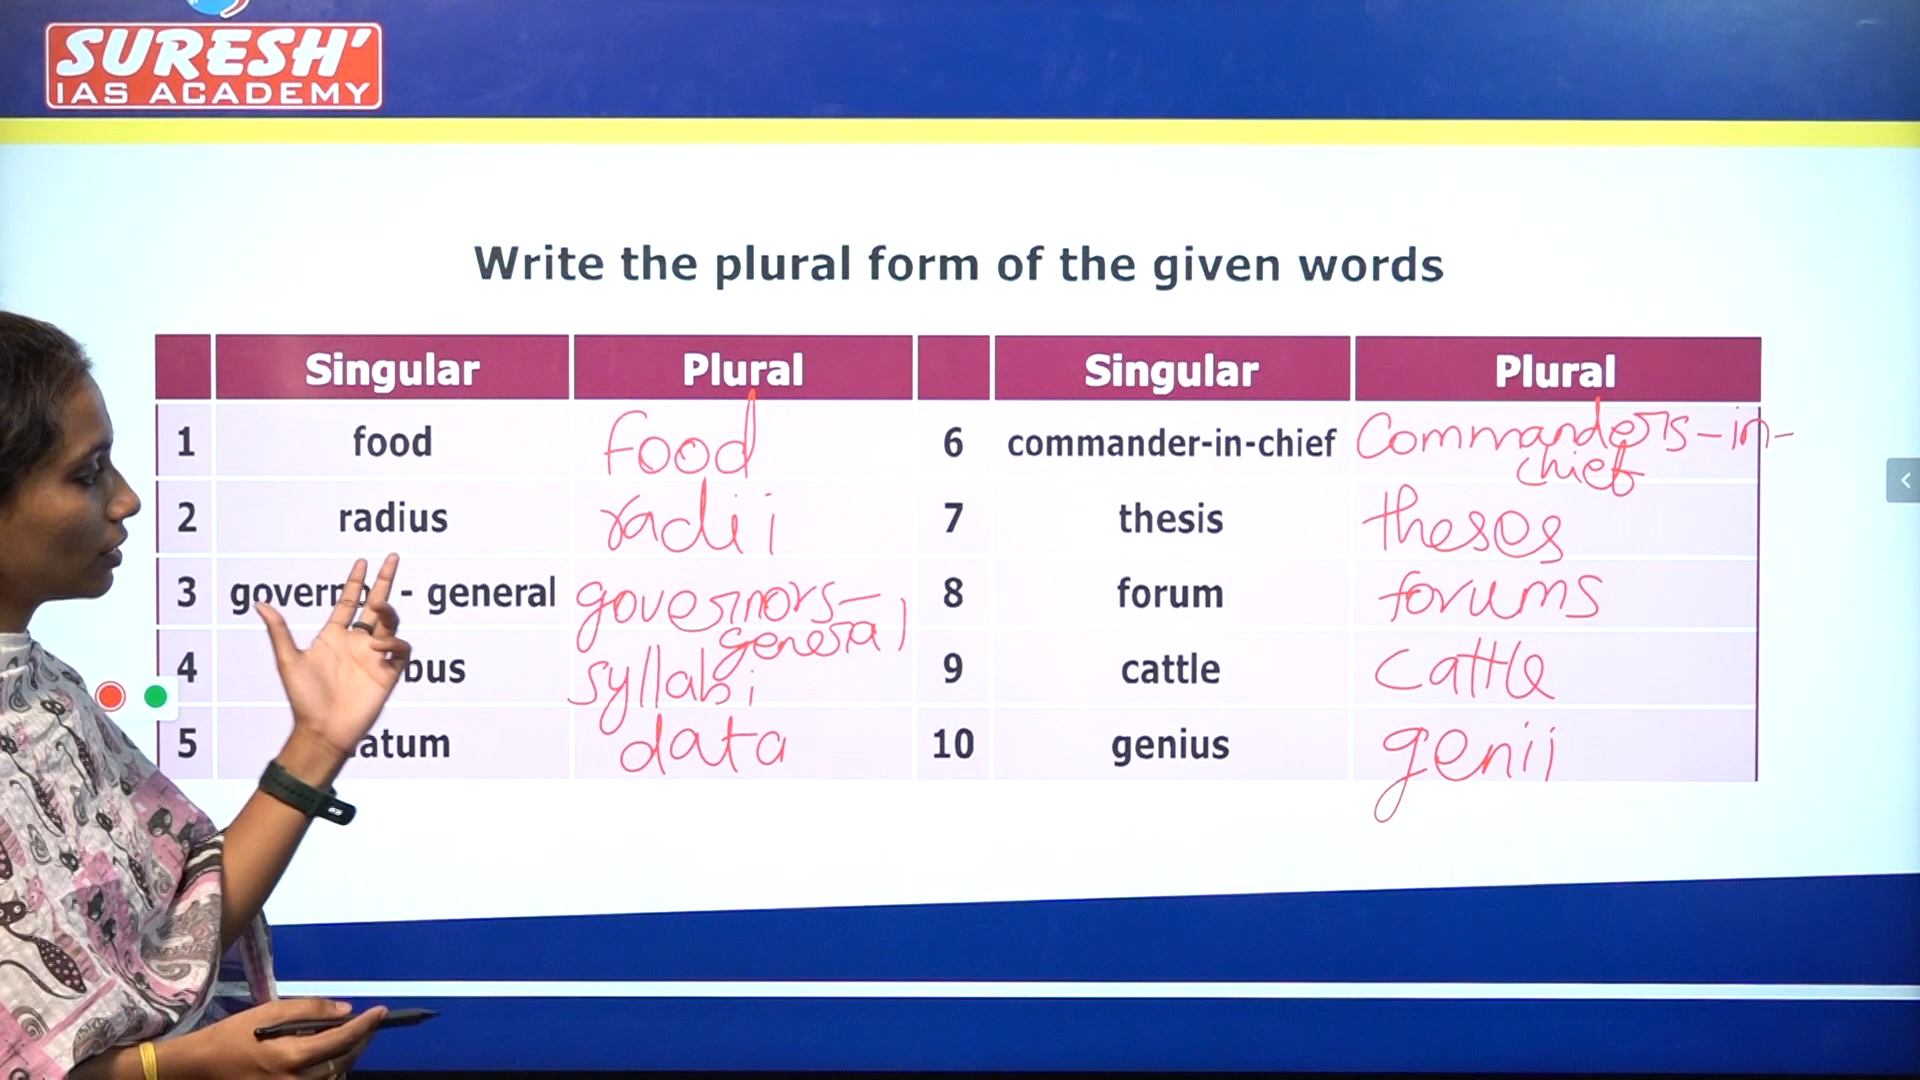 SURESH'
IAS ACADEMY
Write the plural form of the given words
Singular Plural Singular Plural
1 food food 6 commander-in-chief Commanders-in-
chief
2 radius radii 7 thesis theses
3 - general governors- 8 forum forums
general
4 syllabi 9 cattle cattle
5 data 10 genius genii